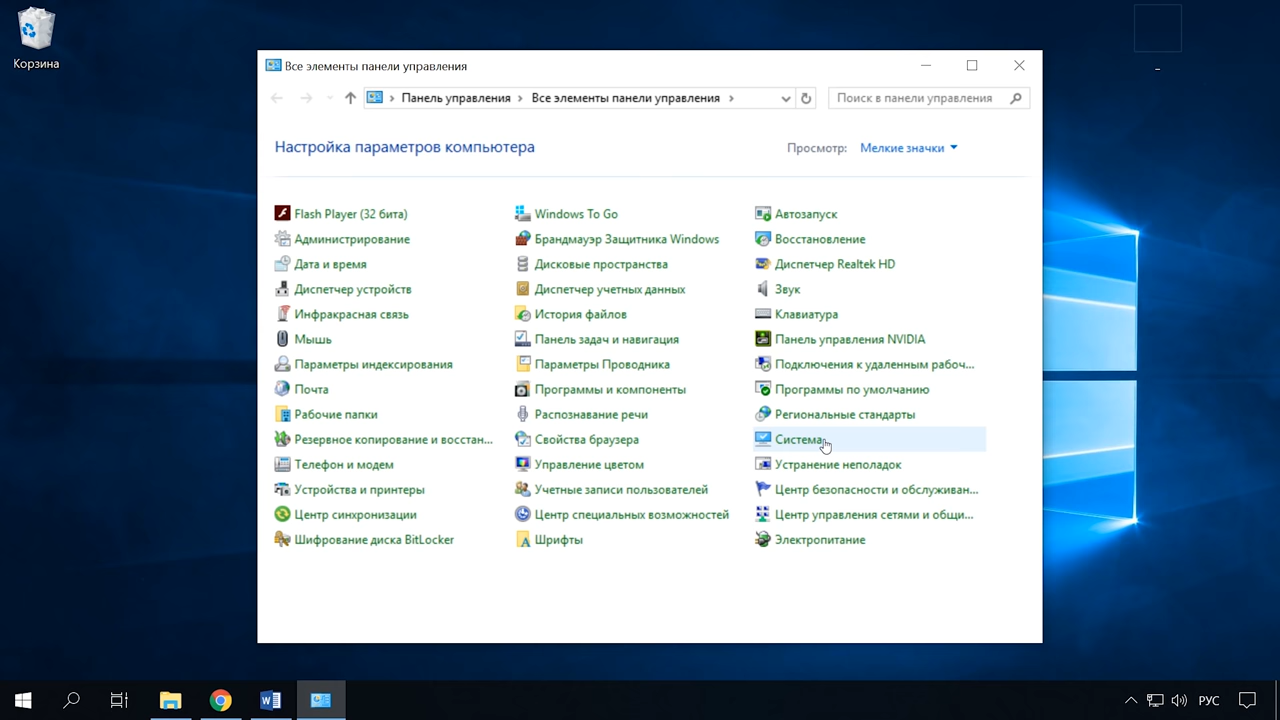 Корзина
Все элементы панели управления
Панель управления
Все элементы панели управления
Поиск в панели управления
Настройка параметров компьютера
Просмотр:
Мелкие значки
Flash Player (32 бита)
Windows To Go
Автозапуск
Администрирование
Брандмауэр Защитника Windows
Восстановление
Дата и время
Дисковые пространства
Диспетчер Realtek HD
Диспетчер устройств
Диспетчер учетных данных
Звук
Инфракрасная связь
История файлов
Клавиатура
Мышь
Панель задач и навигация
Панель управления NVIDIA
Параметры индексирования
Параметры Проводника
Подключения к удаленным рабоч...
Почта
Программы и компоненты
Программы по умолчанию
Рабочие папки
Распознавание речи
Региональные стандарты
Резервное копирование и восстан...
Свойства браузера
Система
Телефон и модем
Управление цветом
Устранение неполадок
Устройства и принтеры
Учетные записи пользователей
Центр безопасности и обслуживан...
Центр синхронизации
Центр специальных возможностей
Центр управления сетями и общи...
Шифрование диска BitLocker
Шрифты
Электропитание
РУС